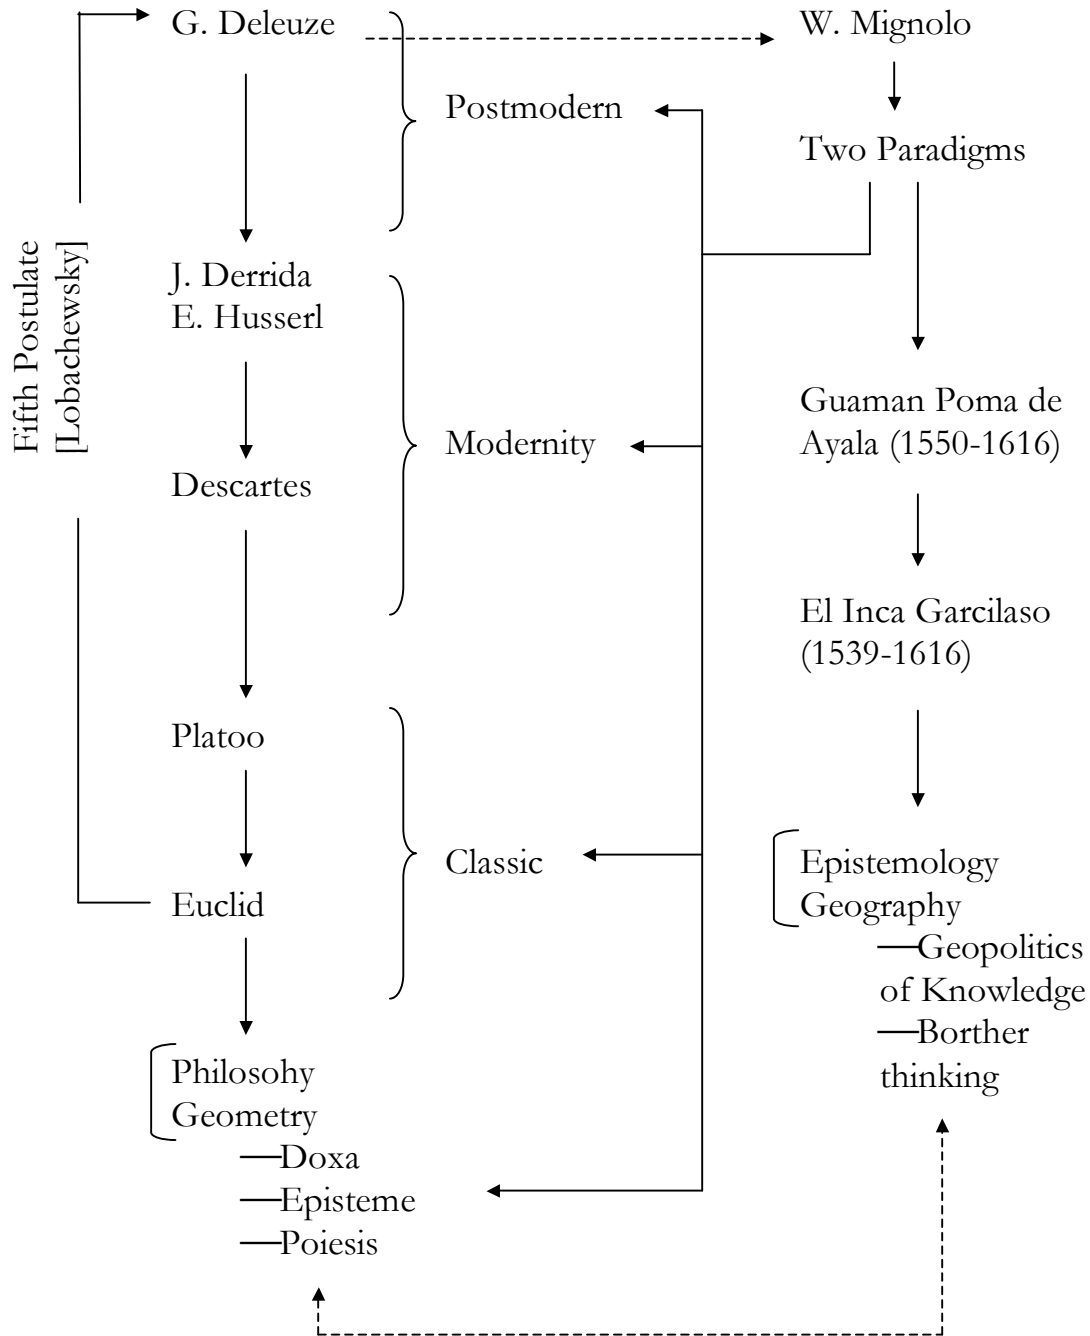 G. Deleuze
W. Mignolo
Postmodern
Two Paradigms
Fifth Postulate
[Lobachewsky]
J. Derrida
E. Husserl
Guaman Poma de
Ayala (1550-1616)
Modernity
Descartes
El Inca Garcilaso
(1539-1616)
Platoo
Classic
Epistemology
Geography
Euclid
—Geopolitics
of Knowledge
—Borther
thinking
Philosohy
Geometry
—Doxa
—Episteme
—Poiesis